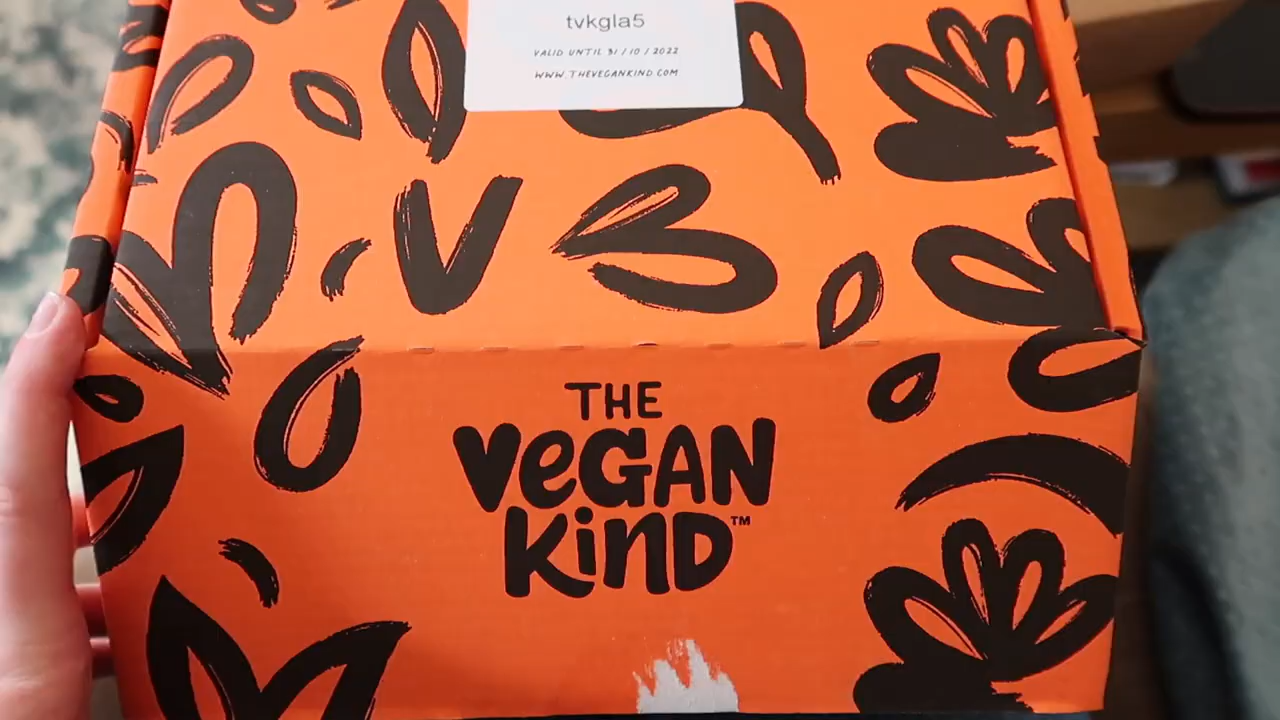 tvkgla5
VALID UNTIL 31/10/2022
WWW.THEVEGANKIND.COM
THE
VeGAN
KiND™